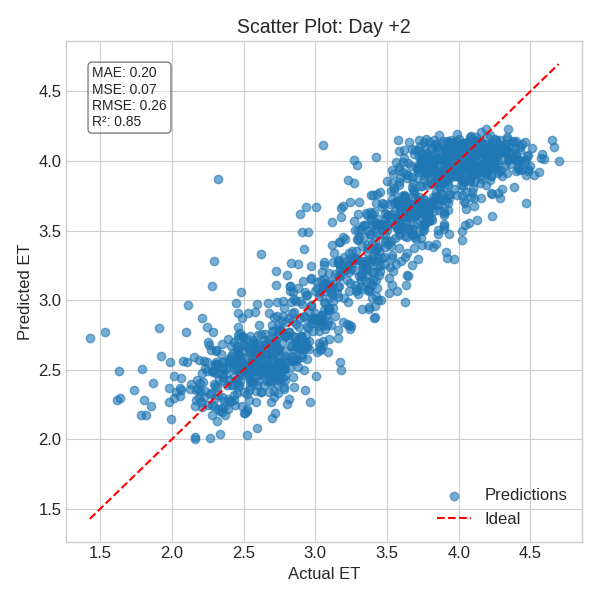 Scatter Plot: Day +2
MAE: 0.20
MSE: 0.07
RMSE: 0.26
R²: 0.85
4.5
4.0
3.5
3.0
2.5
2.0
1.5
Predicted ET
Predictions
Ideal
1.5 2.0 2.5 3.0 3.5 4.0 4.5
Actual ET